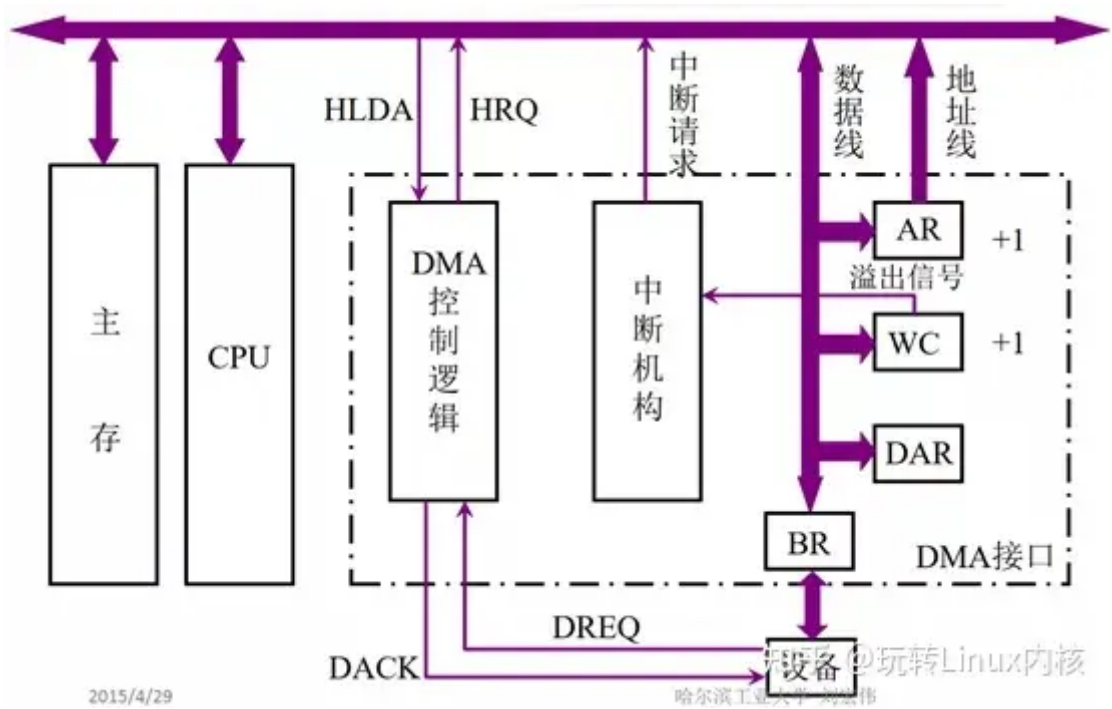 HLDA
HRQ
中断请求
数据线
地址线
主存
CPU
DMA
控制逻辑
中断机构
AR
+1
溢出信号
WC
+1
DAR
BR
DMA接口
DREQ
DACK
设备
知乎 @玩转Linux内核
2015/4/29
哈尔滨工业大学 刘宏伟